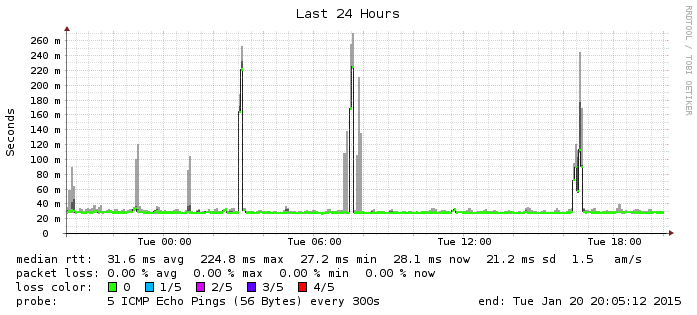 Last 24 Hours
RRDTOOL / TOBI OETIKER
Seconds
260 m
240 m
220 m
200 m
180 m
160 m
140 m
120 m
100 m
80 m
60 m
40 m
20 m
0
Tue 00:00 Tue 06:00 Tue 12:00 Tue 18:00
median rtt: 31.6 ms avg 224.8 ms max 27.2 ms min 28.1 ms now 21.2 ms sd 1.5 am/s
packet loss: 0.00 % avg 0.00 % max 0.00 % min 0.00 % now
loss color: 0 1/5 2/5 3/5 4/5
probe: 5 ICMP Echo Pings (56 Bytes) every 300s end: Tue Jan 20 20:05:12 2015